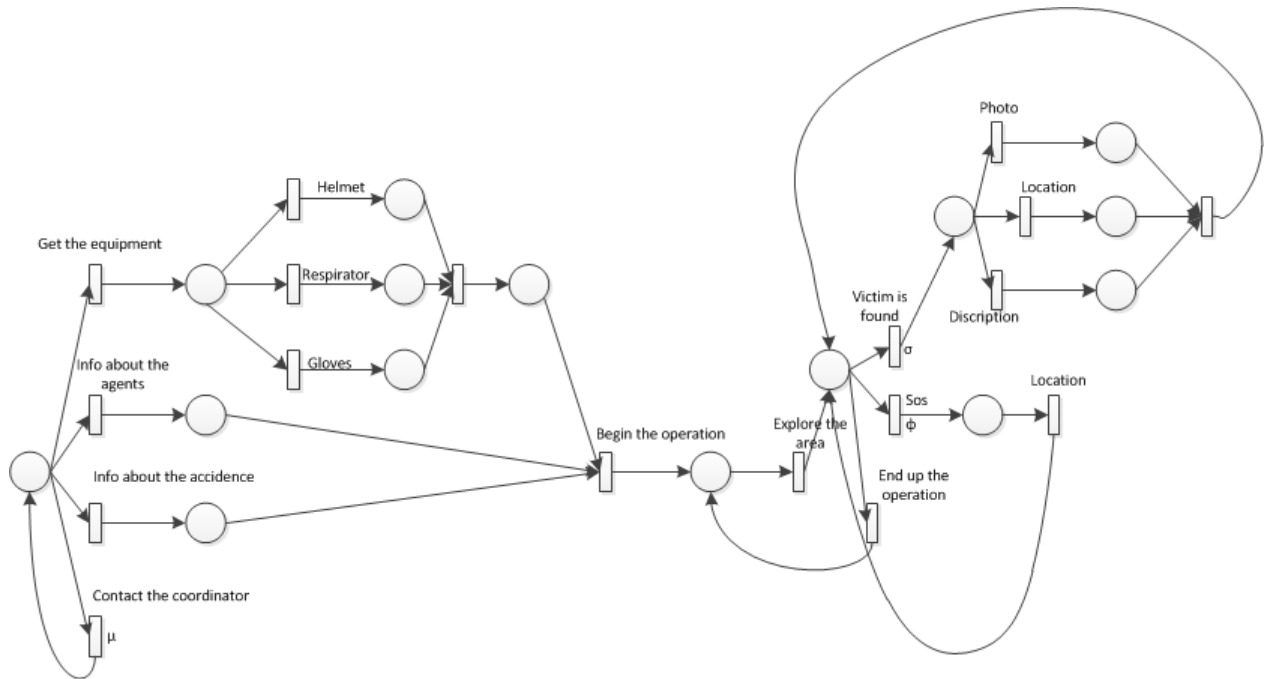 Photo
Location
Discription
Helmet
Respirator
Gloves
Get the equipment
Info about the
agents
Info about the accidence
Contact the coordinator
μ
Begin the operation
Explore the
area
Victim is
found
σ
Sos
ϕ
Location
End up the
operation